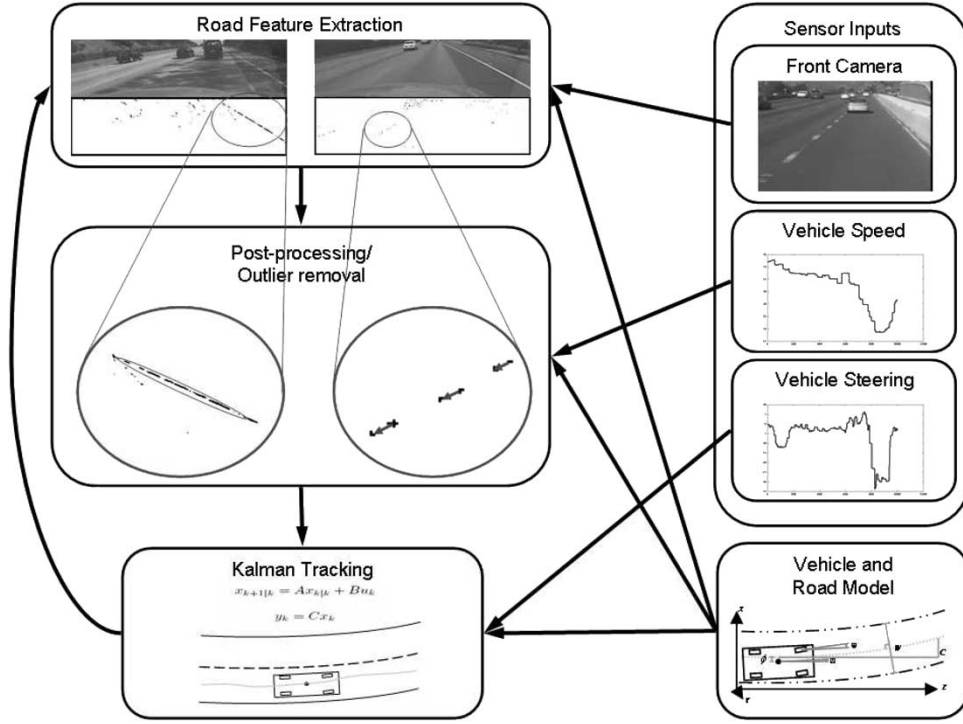 Road Feature Extraction
Post-processing/
Outlier removal
Kalman Tracking
x_{k+1|k} = Ax_{k|k} + Bu_k
y_k = Cx_k
Sensor Inputs
Front Camera
Vehicle Speed
Vehicle Steering
Vehicle and
Road Model
x
ϕ
W
C
r
z